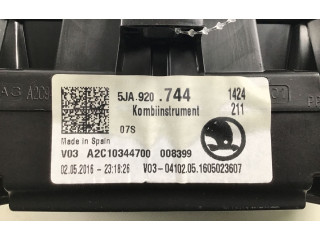 5JA.920.744 1424
Kombiinstrument 211
07S
Made in Spain
V03 A2C10344700 008399
02.05.2016 - 23:18:26 V03-04102.05.1605023607